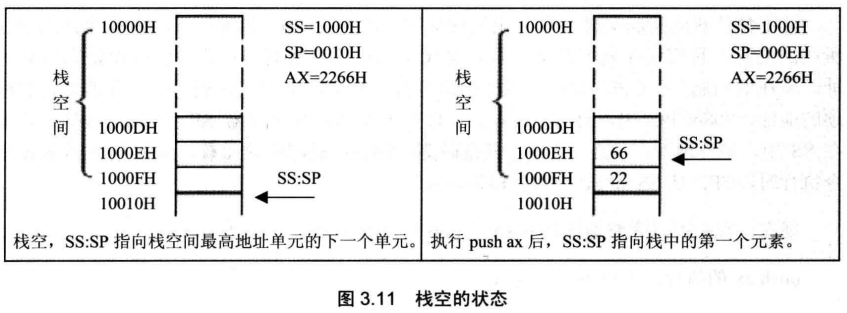 10000H
SS=1000H
SP=0010H
AX=2266H
栈
空
间
1000DH
1000EH
1000FH
SS:SP
10010H
栈空，SS:SP 指向栈空间最高地址单元的下一个单元。
10000H
SS=1000H
SP=000EH
AX=2266H
栈
空
间
1000DH
1000EH
66
SS:SP
1000FH
22
10010H
执行 push ax 后，SS:SP 指向栈中的第一个元素。
图 3.11 栈空的状态